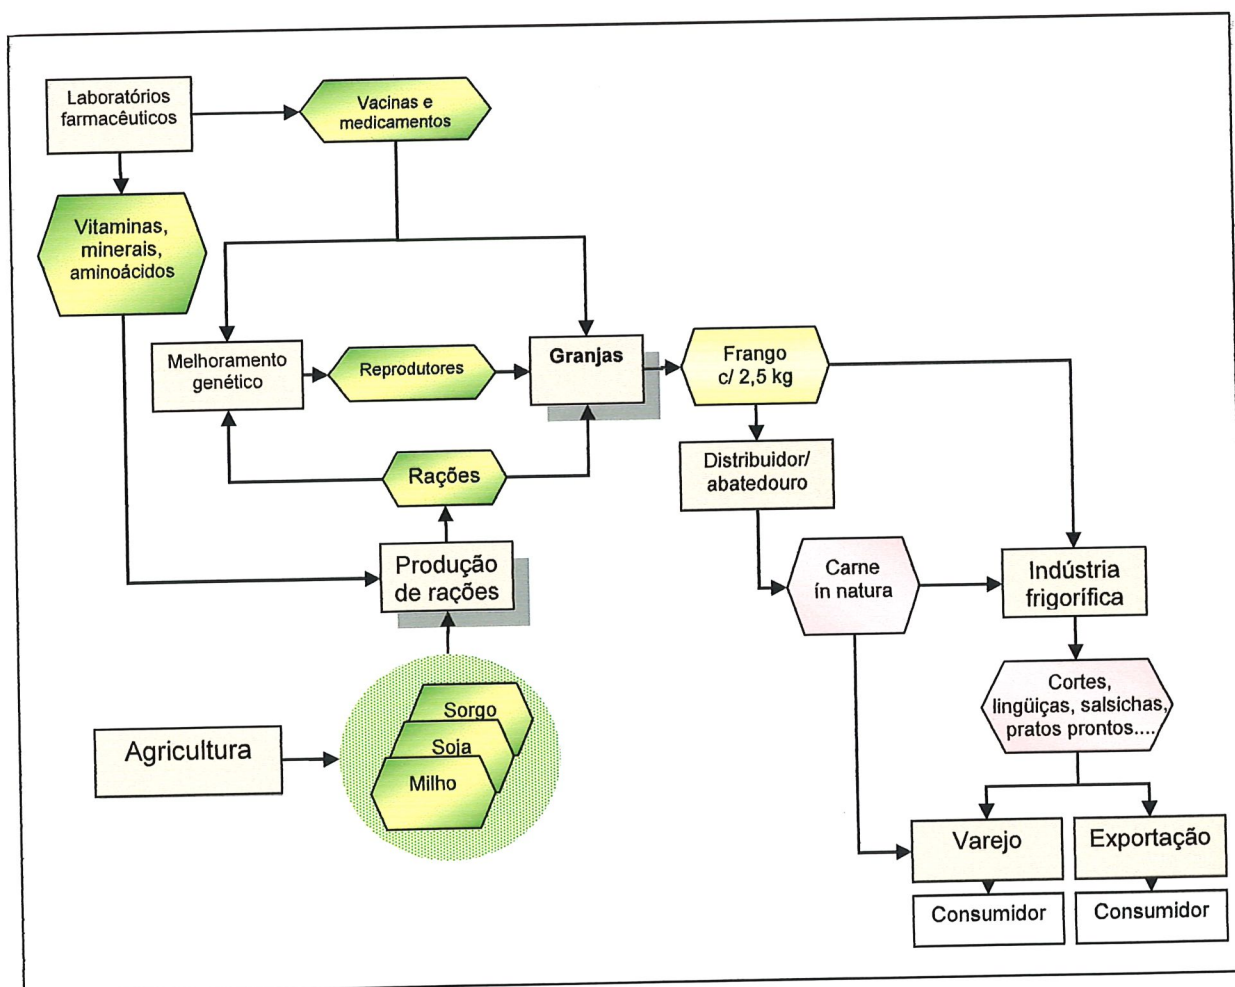 Laboratórios
farmacêuticos
Vacinas e
medicamentos
Vitaminas,
minerais,
aminoácidos
Melhoramento
genético
Reprodutores
Granjas
Frango
c/ 2,5 kg
Rações
Distribuidor/
abatedouro
Produção
de rações
Carne
ín natura
Indústria
frigorífica
Sorgo
Soja
Milho
Agricultura
Cortes,
lingüiças, salsichas,
pratos prontos....
Varejo
Exportação
Consumidor
Consumidor